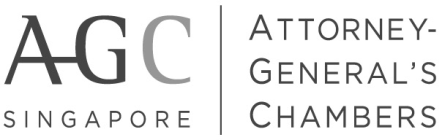 AGC
SINGAPORE
ATTORNEY-
GENERAL'S
CHAMBERS